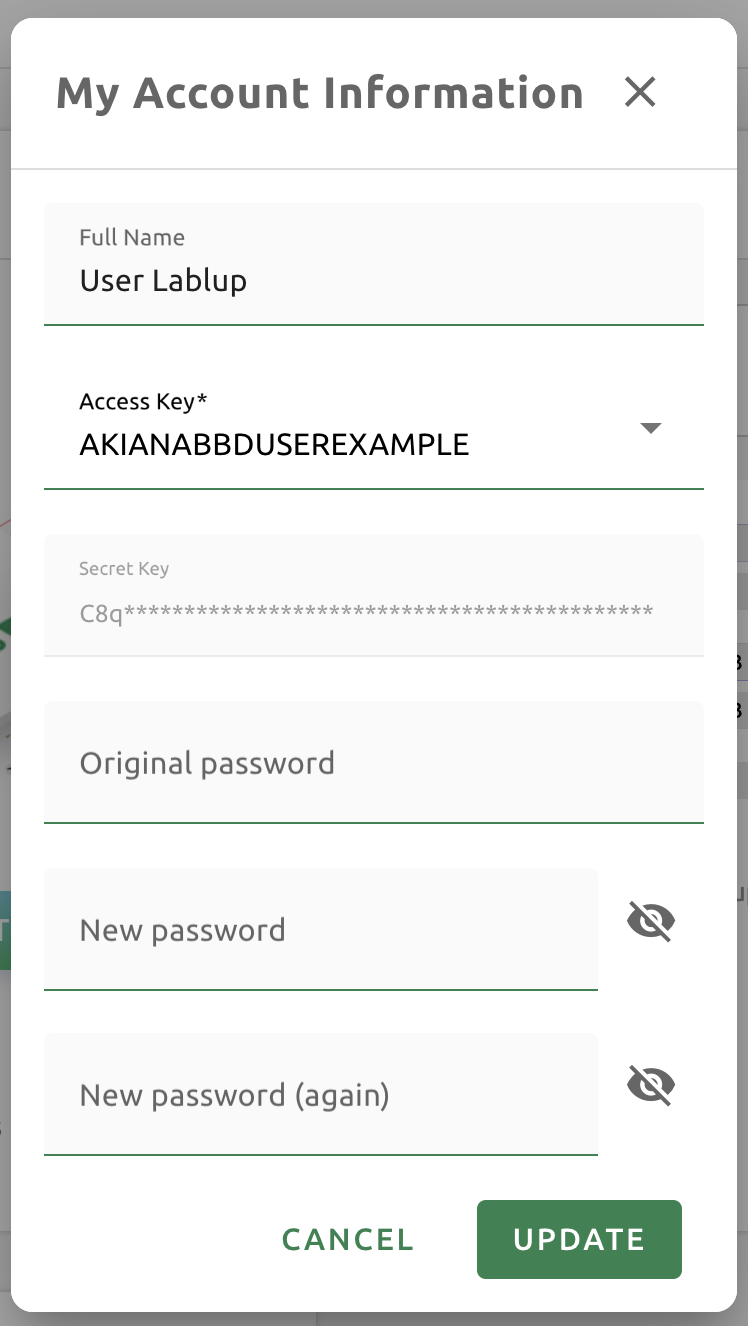 My Account Information
Full Name
User Lablup
Access Key*
AKIANABBDUSEREXAMPLE
Secret Key
C8q********************************************
Original password
New password
New password (again)
CANCEL
UPDATE